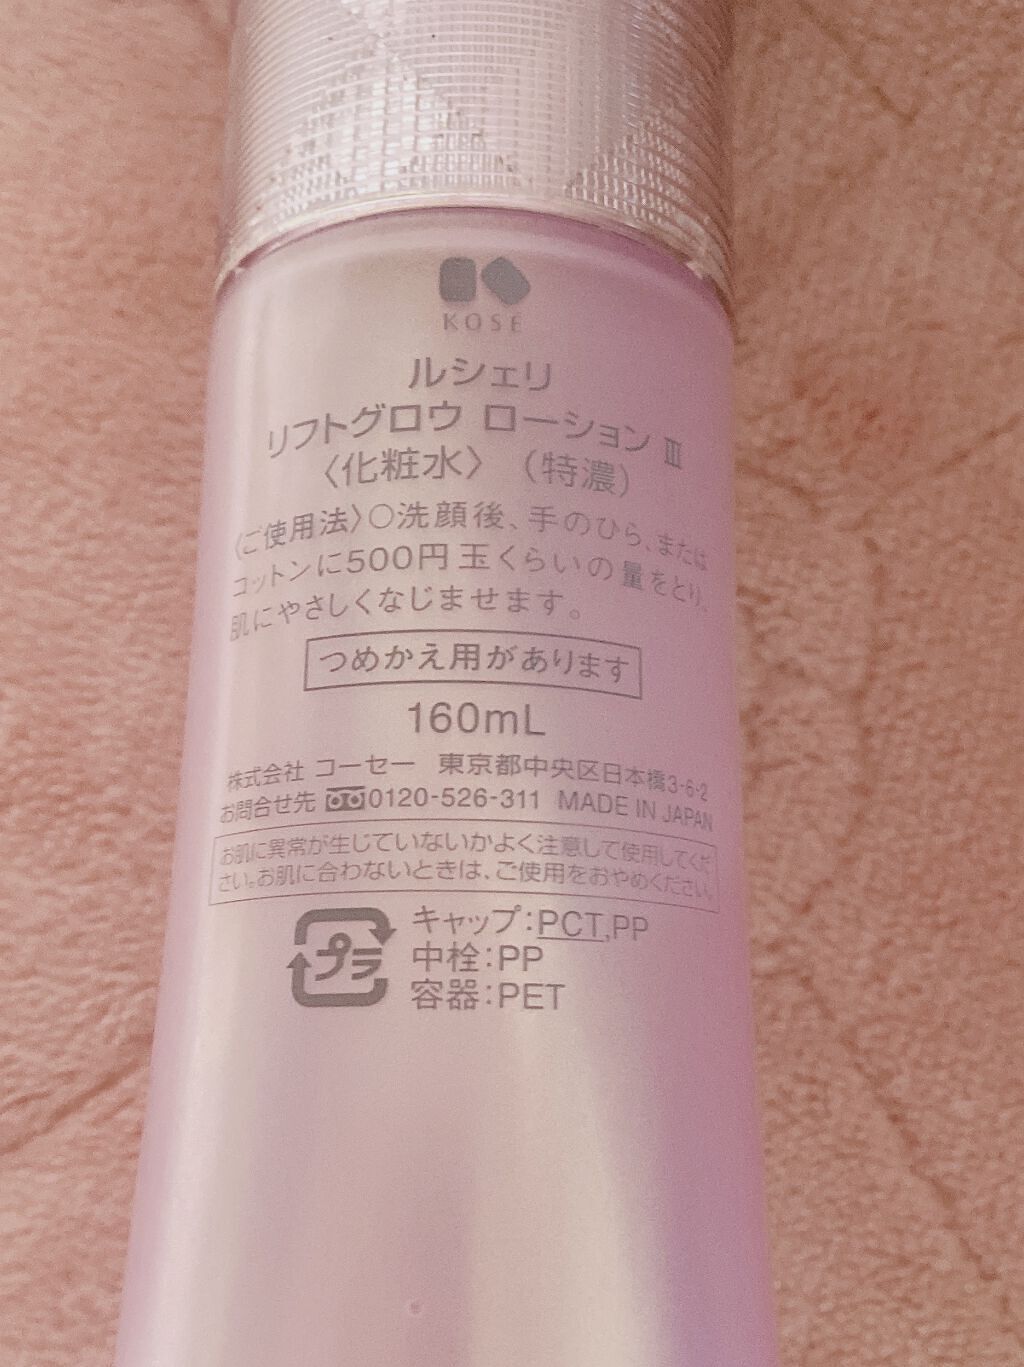 KOSÉ
ルシェリ
リフトグロウ ローション Ⅲ
〈化粧水〉（特濃）
〈ご使用法〉○洗顔後、手のひら、または
コットンに500円玉くらいの量をとり、
肌にやさしくなじませます。
つめかえ用があります
160mL
株式会社 コーセー 東京都中央区日本橋3-6-2
お問合せ先 0120-526-311 MADE IN JAPAN
お肌に異常が生じていないかよく注意して使用してくだ
さい。お肌に合わないときは、ご使用をおやめください。
プラ
キャップ：PCT,PP
中栓：PP
容器：PET